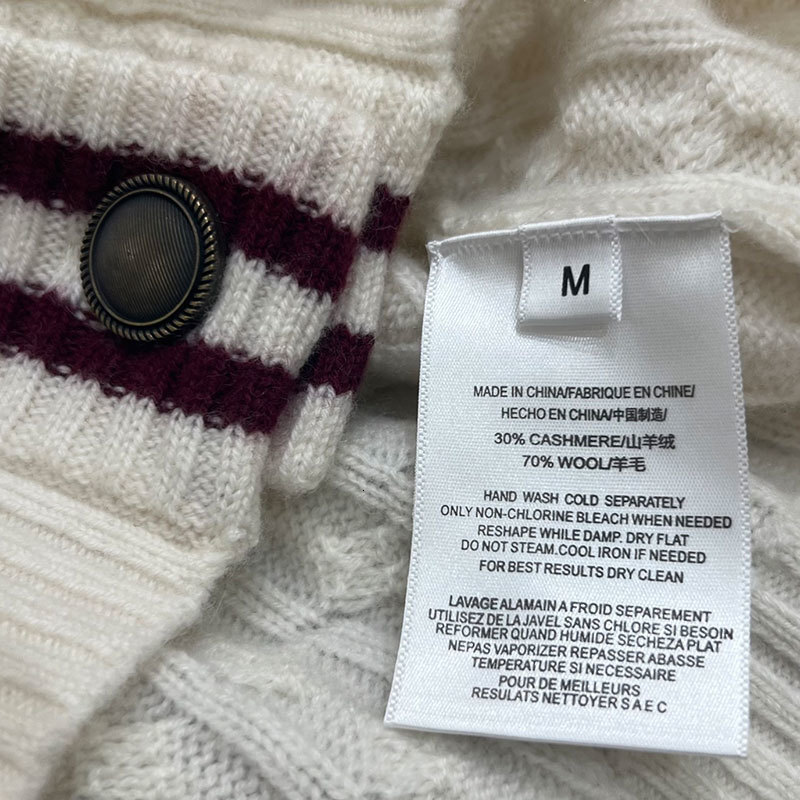 M
MADE IN CHINA/FABRIQUE EN CHINE/
HECHO EN CHINA/中国制造/
30% CASHMERE/山羊绒
70% WOOL/羊毛
HAND WASH COLD SEPARATELY
ONLY NON-CHLORINE BLEACH WHEN NEEDED
RESHAPE WHILE DAMP. DRY FLAT
DO NOT STEAM.COOL IRON IF NEEDED
FOR BEST RESULTS DRY CLEAN
LAVAGE ALAMAIN A FROID SEPAREMENT
UTILISEZ DE LA JAVEL SANS CHLORE SI BESOIN
REFORMER QUAND HUMIDE SECHEZA PLAT
NEPAS VAPORIZER REPASSER ABASSE
TEMPERATURE SI NECESSAIRE
POUR DE MEILLEURS
RESULATS NETTOYER S A E C